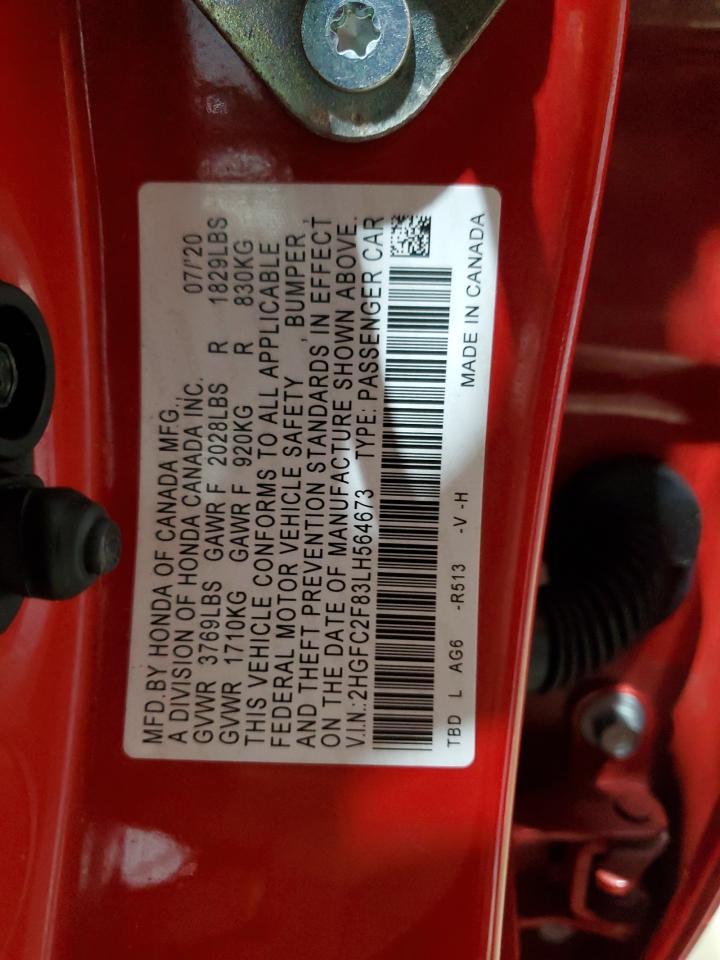 MFD.BY HONDA OF CANADA MFG., 07/'20
A DIVISION OF HONDA CANADA INC.
GVWR 3769LBS GAWR F 2028LBS R 1829LBS
GVWR 1710KG GAWR F 920KG R 830KG
THIS VEHICLE CONFORMS TO ALL APPLICABLE
FEDERAL MOTOR VEHICLE SAFETY , BUMPER ,
AND THEFT PREVENTION STANDARDS, IN EFFECT
ON THE DATE OF MANUFACTURE SHOWN ABOVE.
V.I.N.:2HGFC2F83LH564673 TYPE: PASSENGER CAR
TBD L AG6 -R513 -V -H MADE IN CANADA